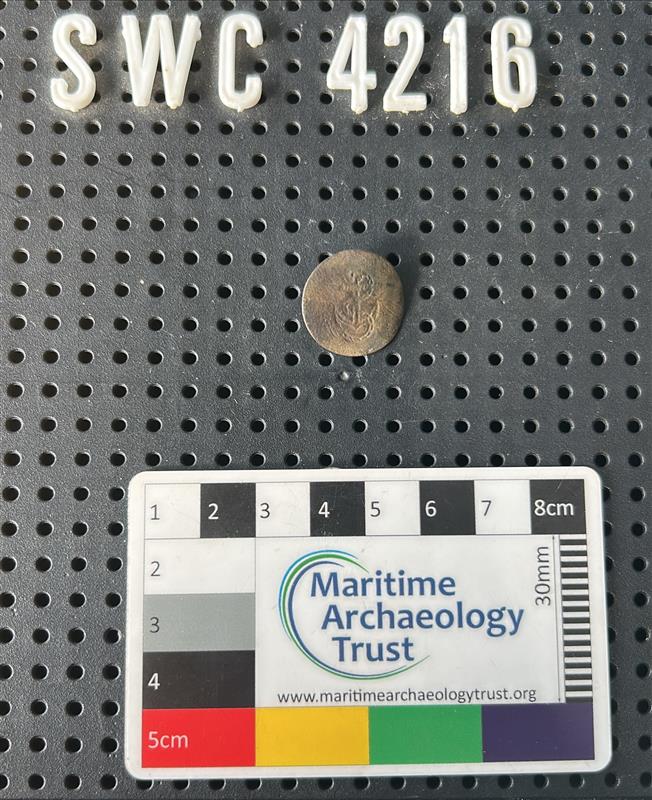 SWC 4216
1 2 3 4 5 6 7 8cm
2
3
4
5cm
30mm
Maritime
Archaeology
Trust
www.maritimearchaeologytrust.org